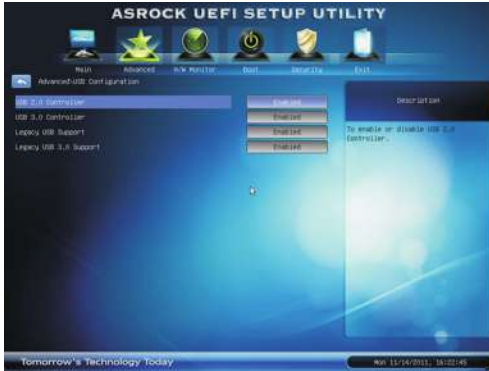 ASROCK UEFI SETUP UTILITY
Main Advanced H/W Monitor Boot Security Exit
Advanced\USB Configuration
USB 2.0 Controller Enabled
USB 3.0 Controller Enabled
Legacy USB Support Enabled
Legacy USB 3.0 Support Enabled
Description
To enable or disable USB 2.0
Controller.
Tomorrow's Technology Today
Mon 11/14/2011, 16:22:45